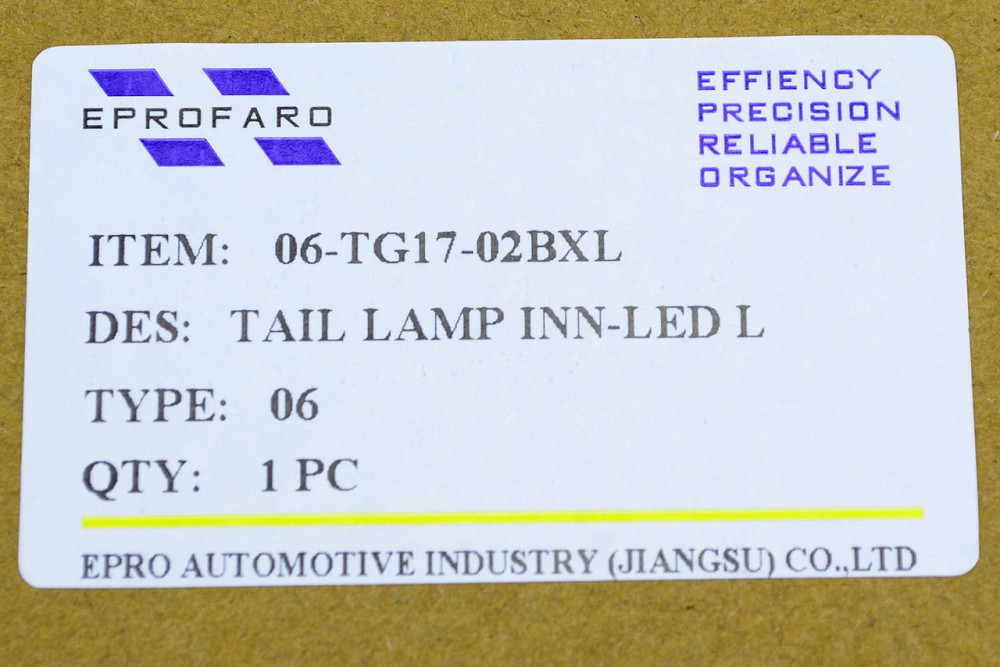 EPROFARO
EFFIENCY
PRECISION
RELIABLE
ORGANIZE
ITEM: 06-TG17-02BXL
DES: TAIL LAMP INN-LED L
TYPE: 06
QTY: 1 PC
EPRO AUTOMOTIVE INDUSTRY (JIANGSU) CO.,LTD